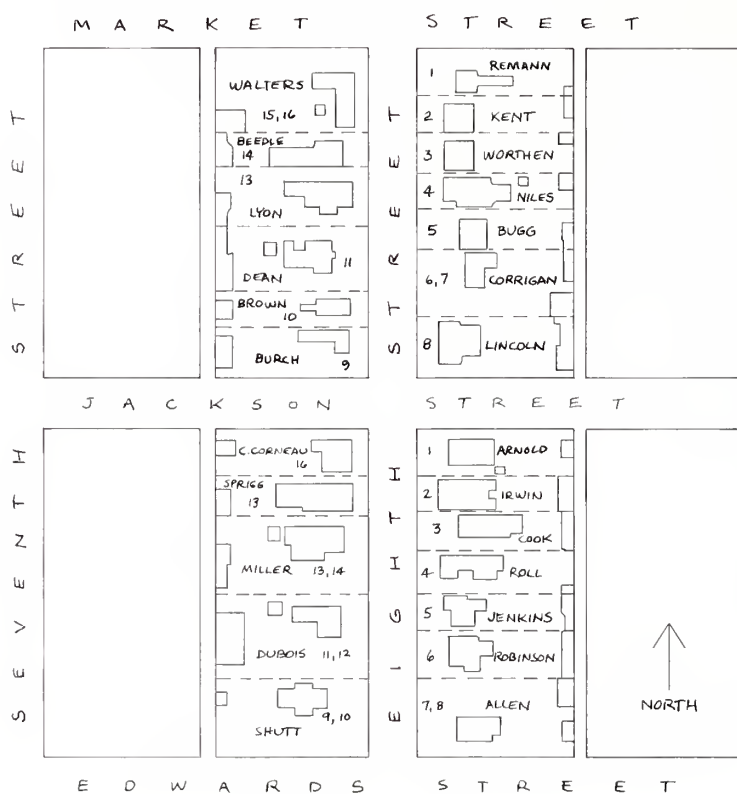 MARKET STREET
SEVENTH STREET
EIGHTH STREET
WALTERS
15, 16
BEEDLE
14
13
LYON
DEAN
11
BROWN
10
BURCH
9
1
REMANN
2
KENT
3
WORTHEN
4
NILES
5
BUGG
6, 7
CORRIGAN
8
LINCOLN
JACKSON STREET
C. CORNEAU
16
SPRIGG
13
MILLER
13, 14
DUBOIS
11, 12
9, 10
SHUTT
1
ARNOLD
2
IRWIN
3
COOK
4
ROLL
5
JENKINS
6
ROBINSON
7, 8
ALLEN
NORTH
EDWARDS STREET